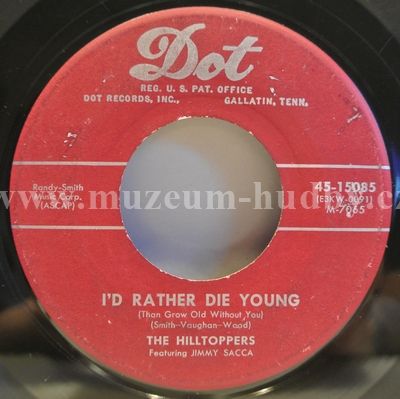 Dot
REG. U. S. PAT. OFFICE
DOT RECORDS, INC., GALLATIN, TENN.
Randy-Smith
Music Corp.
(ASCAP)
45-15085
(E3KW-0091)
M-7065
www.muzeum-hudby.cz
I'D RATHER DIE YOUNG
(Than Grow Old Without You)
(Smith-Vaughan-Wood)
THE HILLTOPPERS
Featuring JIMMY SACCA